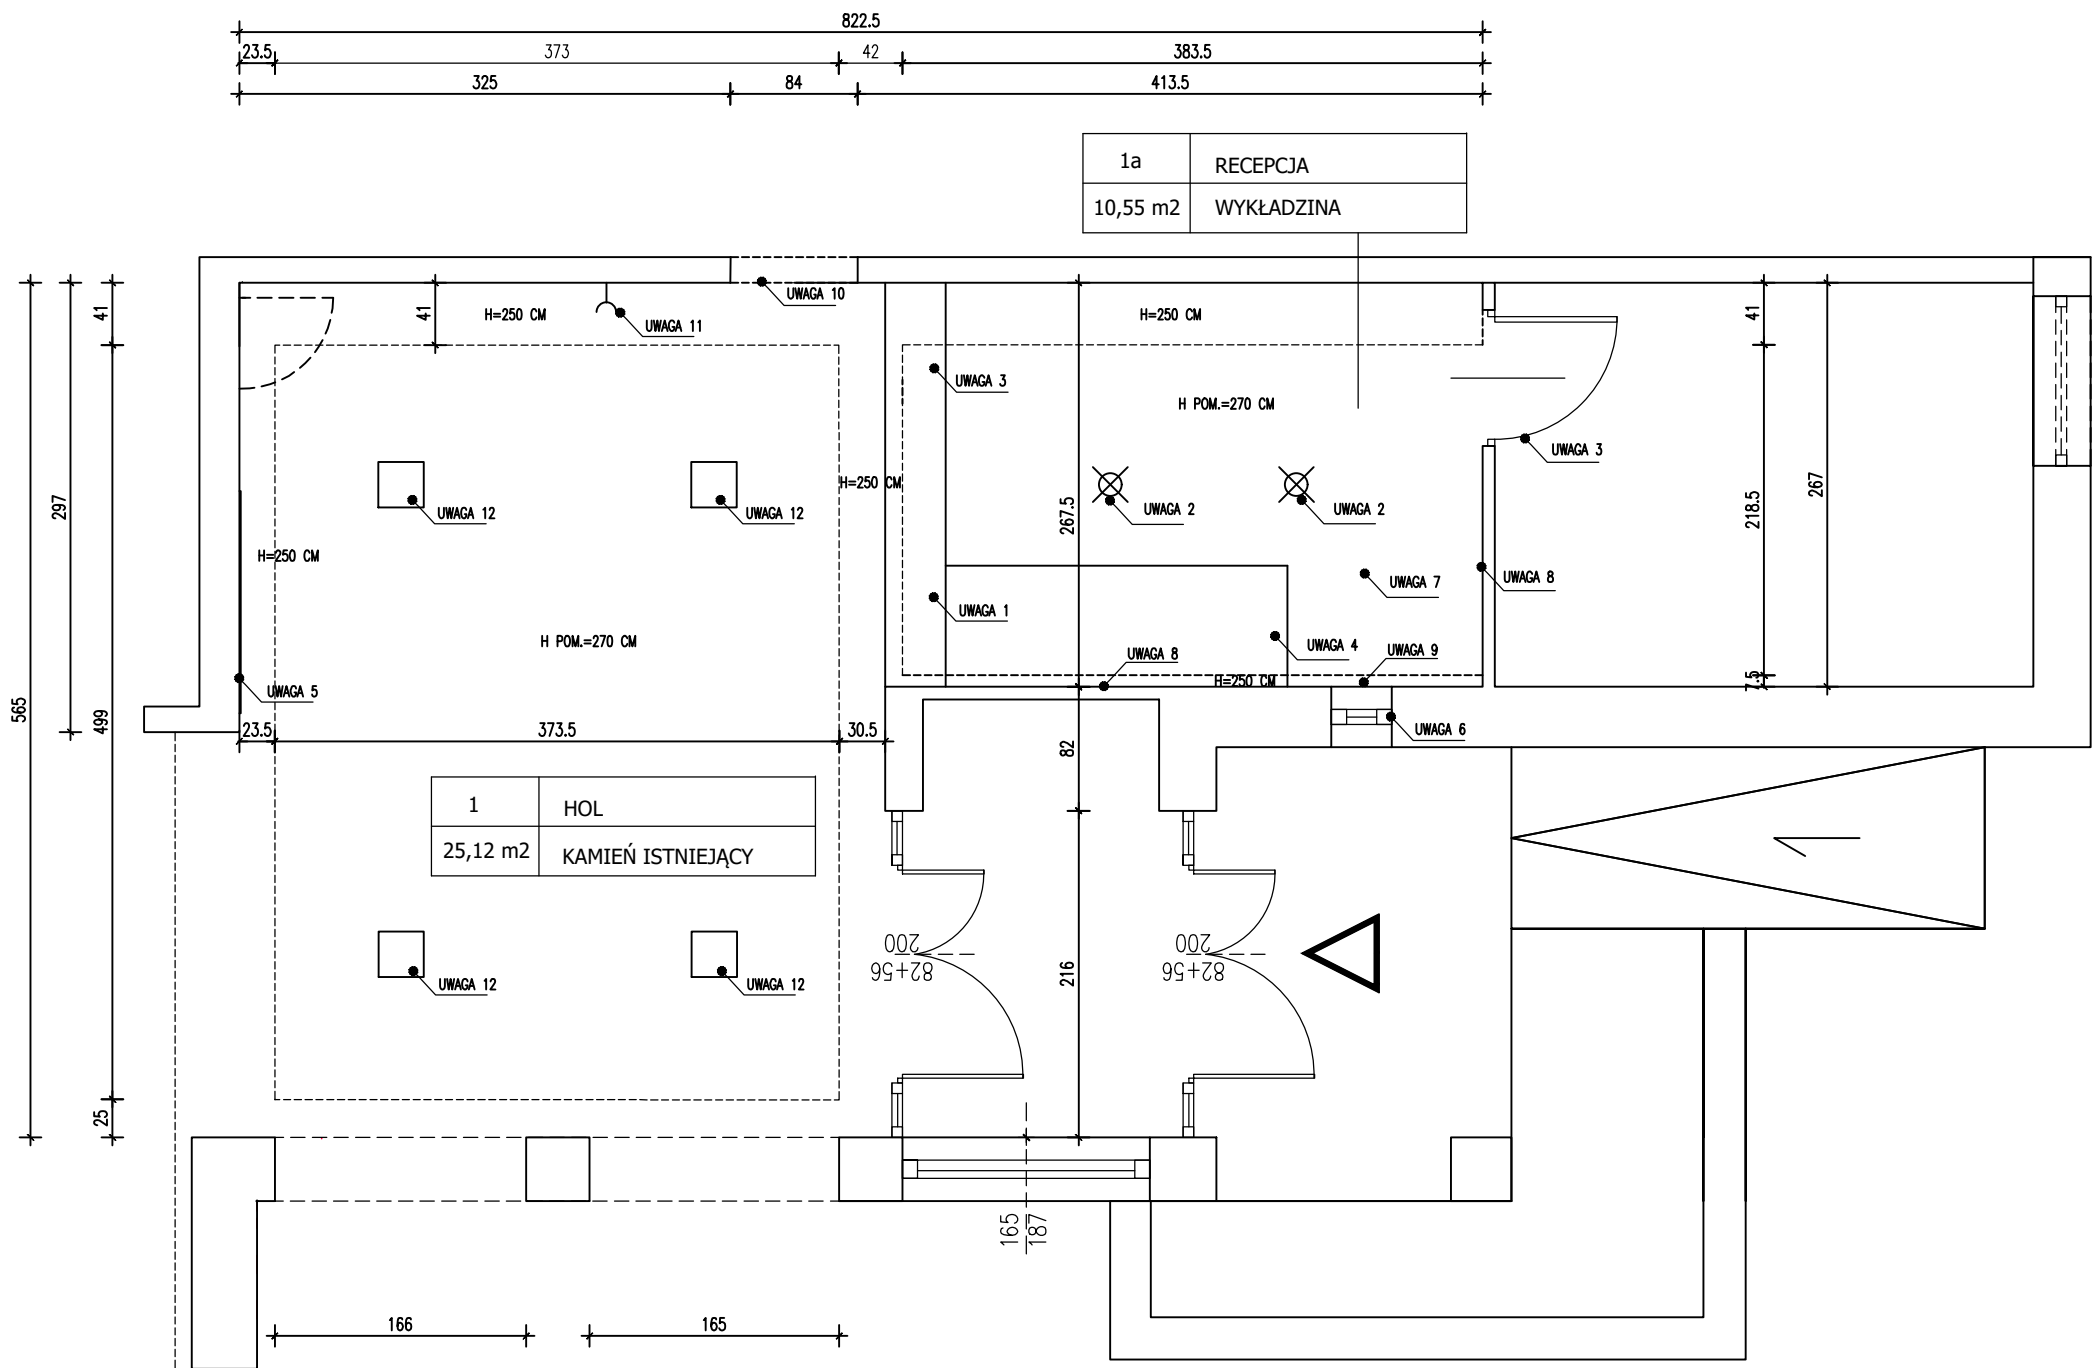 822.5
23.5 373 42 383.5
325 84 413.5
1a RECEPCJA
10,55 m2 WYKŁADZINA
UWAGA 10
41 41 H=250 CM UWAGA 11 H=250 CM 41
UWAGA 3
H POM.=270 CM
UWAGA 3
H=250 CM
297 UWAGA 12 UWAGA 12 267.5 UWAGA 2 UWAGA 2 218.5 267
H=250 CM
UWAGA 7 UWAGA 8
UWAGA 1
H POM.=270 CM
UWAGA 4
UWAGA 8 UWAGA 9
H=250 CM 7.5
UWAGA 5
565 499 23.5 373.5 30.5 82 UWAGA 6
1 HOL
25,12 m2 KAMIEŃ ISTNIEJĄCY
200 200
82+56 82+56
216
UWAGA 12 UWAGA 12
25
165
187
166 165